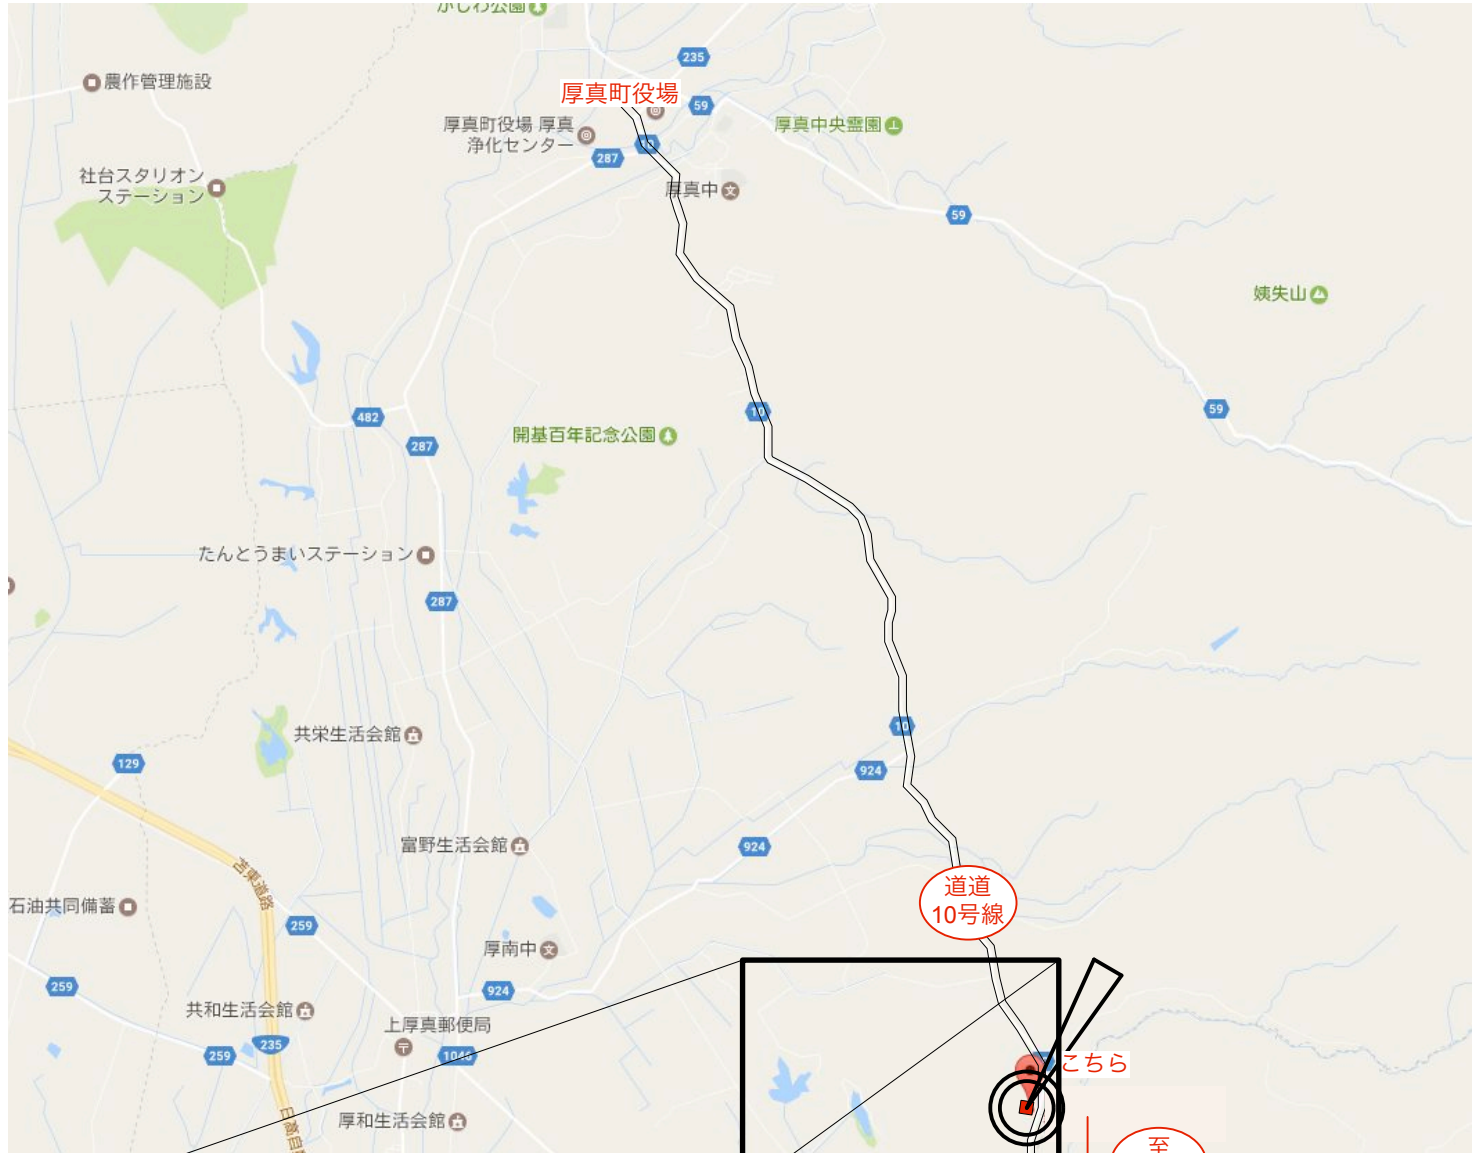 かしわ公園
235
農作管理施設
厚真町役場
59
厚真町役場 厚真
浄化センター
厚真中央霊園
287
社台スタリオン
ステーション
厚真中
59
姨失山
10
59
482
開基百年記念公園
287
たんとうまいステーション
287
10
共栄生活会館
129
924
富野生活会館
924
苫東道路
道道
10号線
石油共同備蓄
259
厚南中
259
924
共和生活会館
上厚真郵便局
235
259
1046
こちら
厚和生活会館
日高自
至